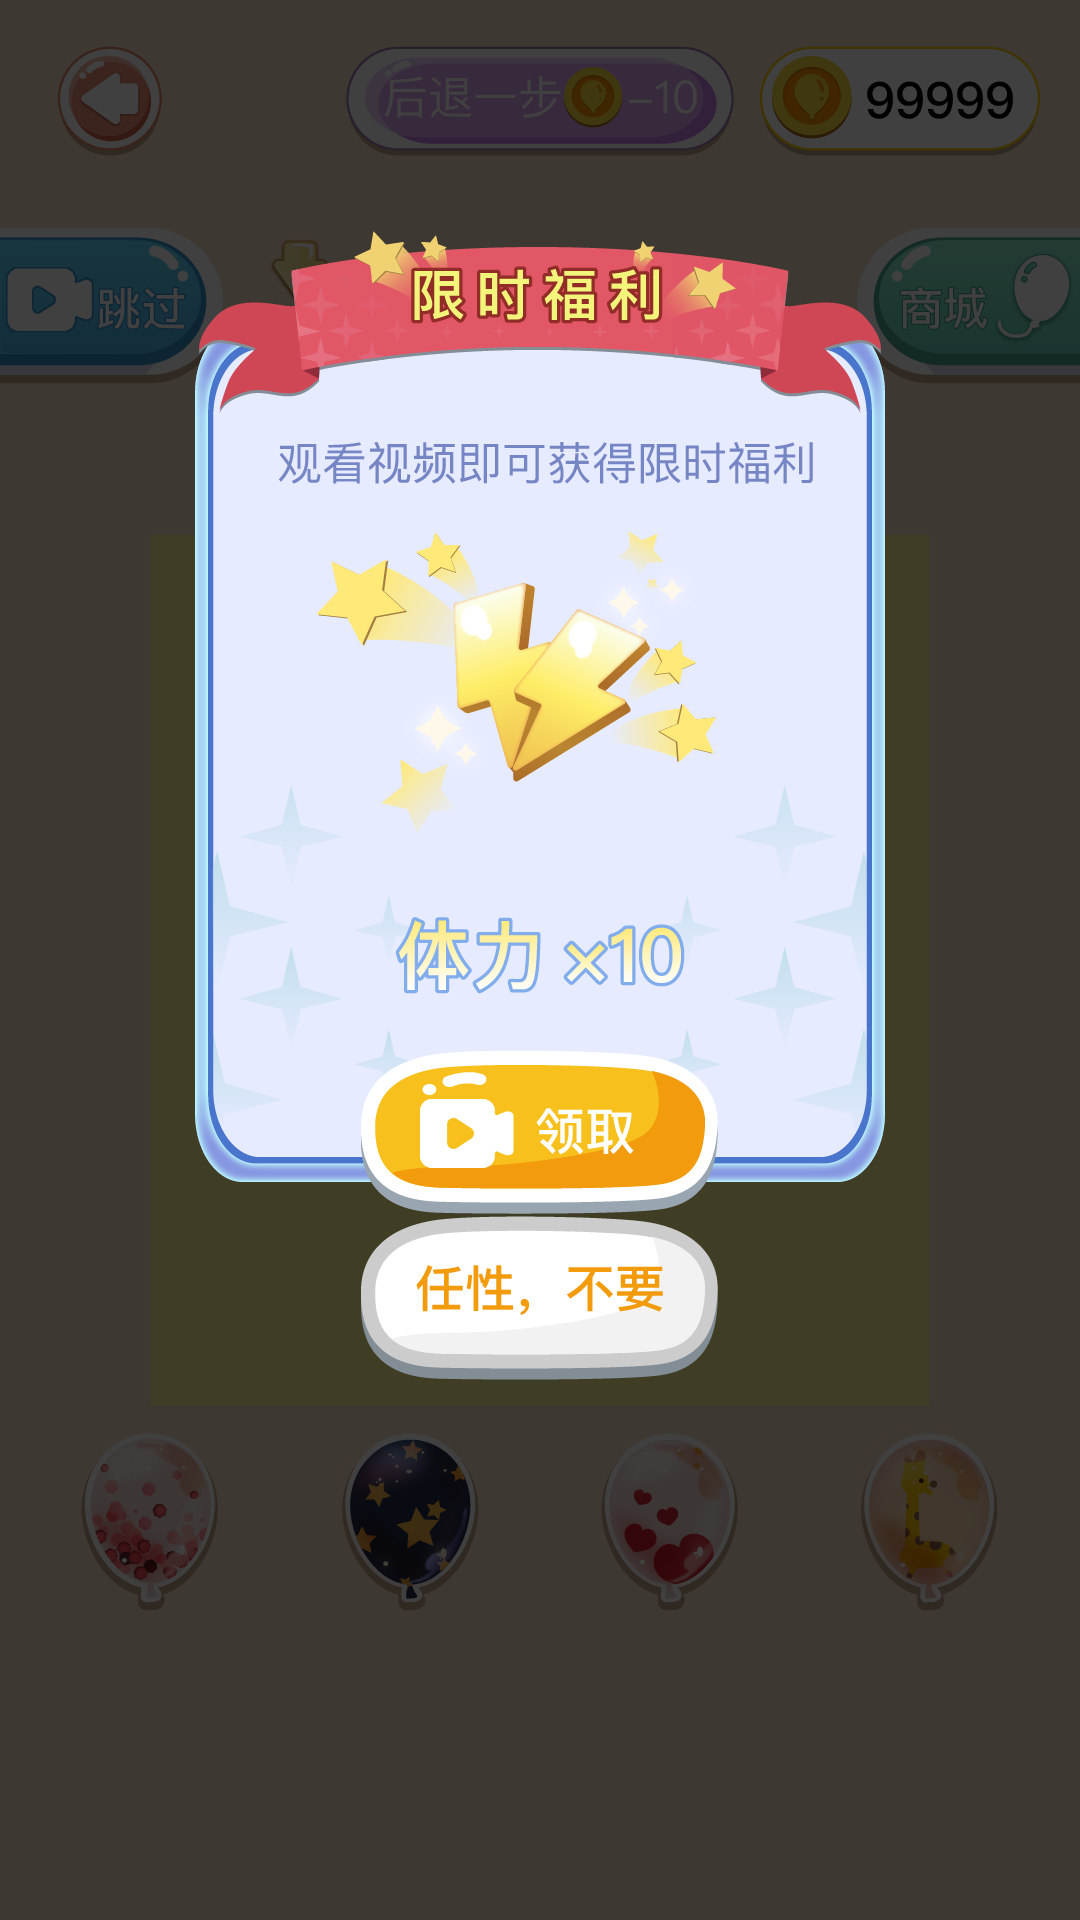 后退一步 -10
99999
跳过
商城
限时福利
观看视频即可获得限时福利
体力 ×10
领取
任性，不要